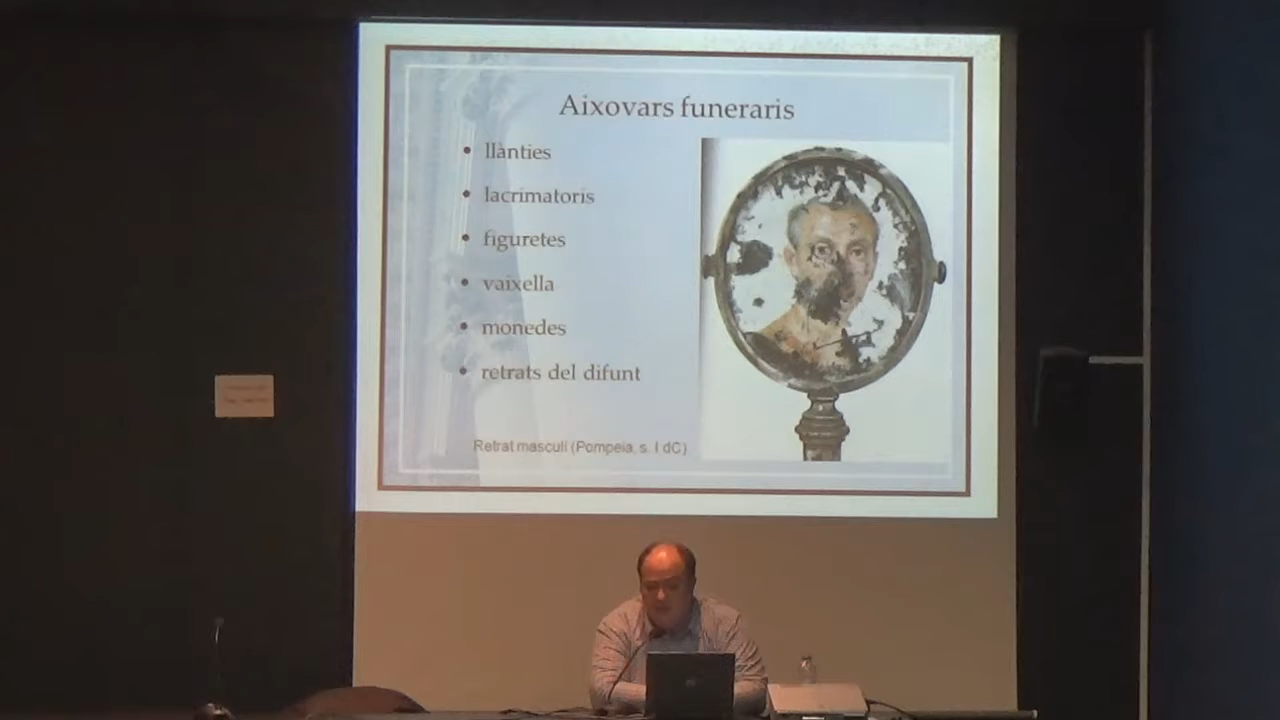 Aixovars funeraris
• llànties
• lacrimatoris
• figuretes
• vaixella
• monedes
• retrats del difunt
Retrat masculí (Pompeia, s. I dC)